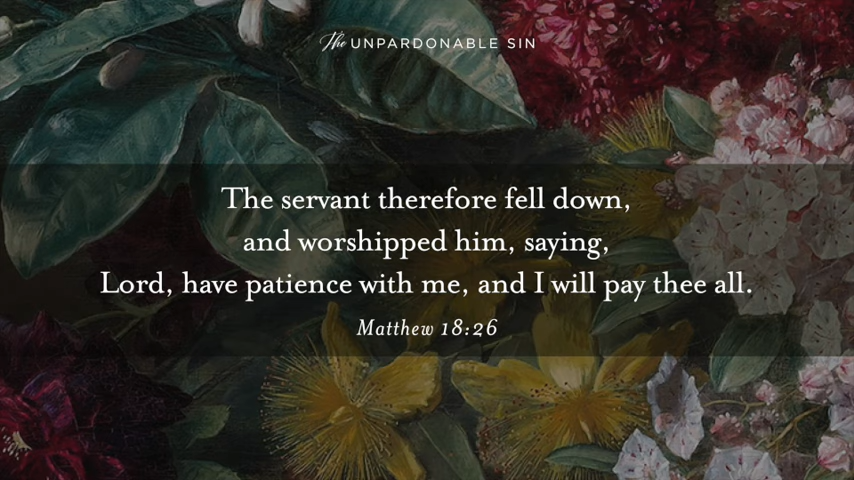 The UNPARDONABLE SIN
The servant therefore fell down,
and worshipped him, saying,
Lord, have patience with me, and I will pay thee all.
Matthew 18:26